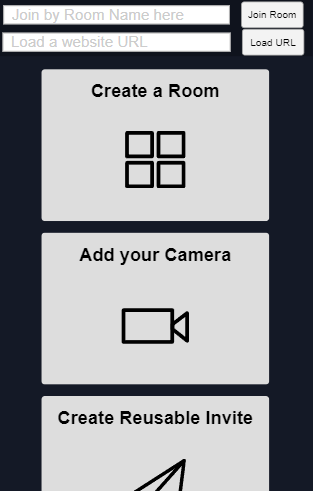 Join by Room Name here
Join Room
Load a website URL
Load URL
Create a Room
Add your Camera
Create Reusable Invite